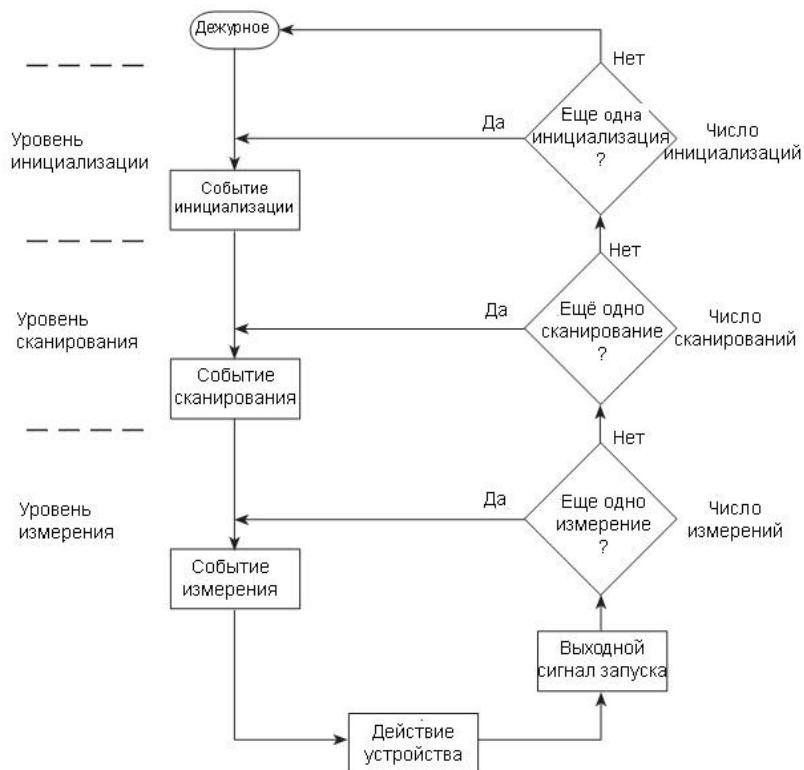 Дежурное
Нет
Уровень
инициализации
Да
Еще одна
инициализация
?
Число
инициализаций
Событие
инициализации
Нет
Уровень
сканирования
Да
Ещё одно
сканирование
?
Число
сканирований
Событие
сканирования
Нет
Уровень
измерения
Да
Еще одно
измерение
?
Число
измерений
Событие
измерения
Выходной
сигнал запуска
Действие
устройства